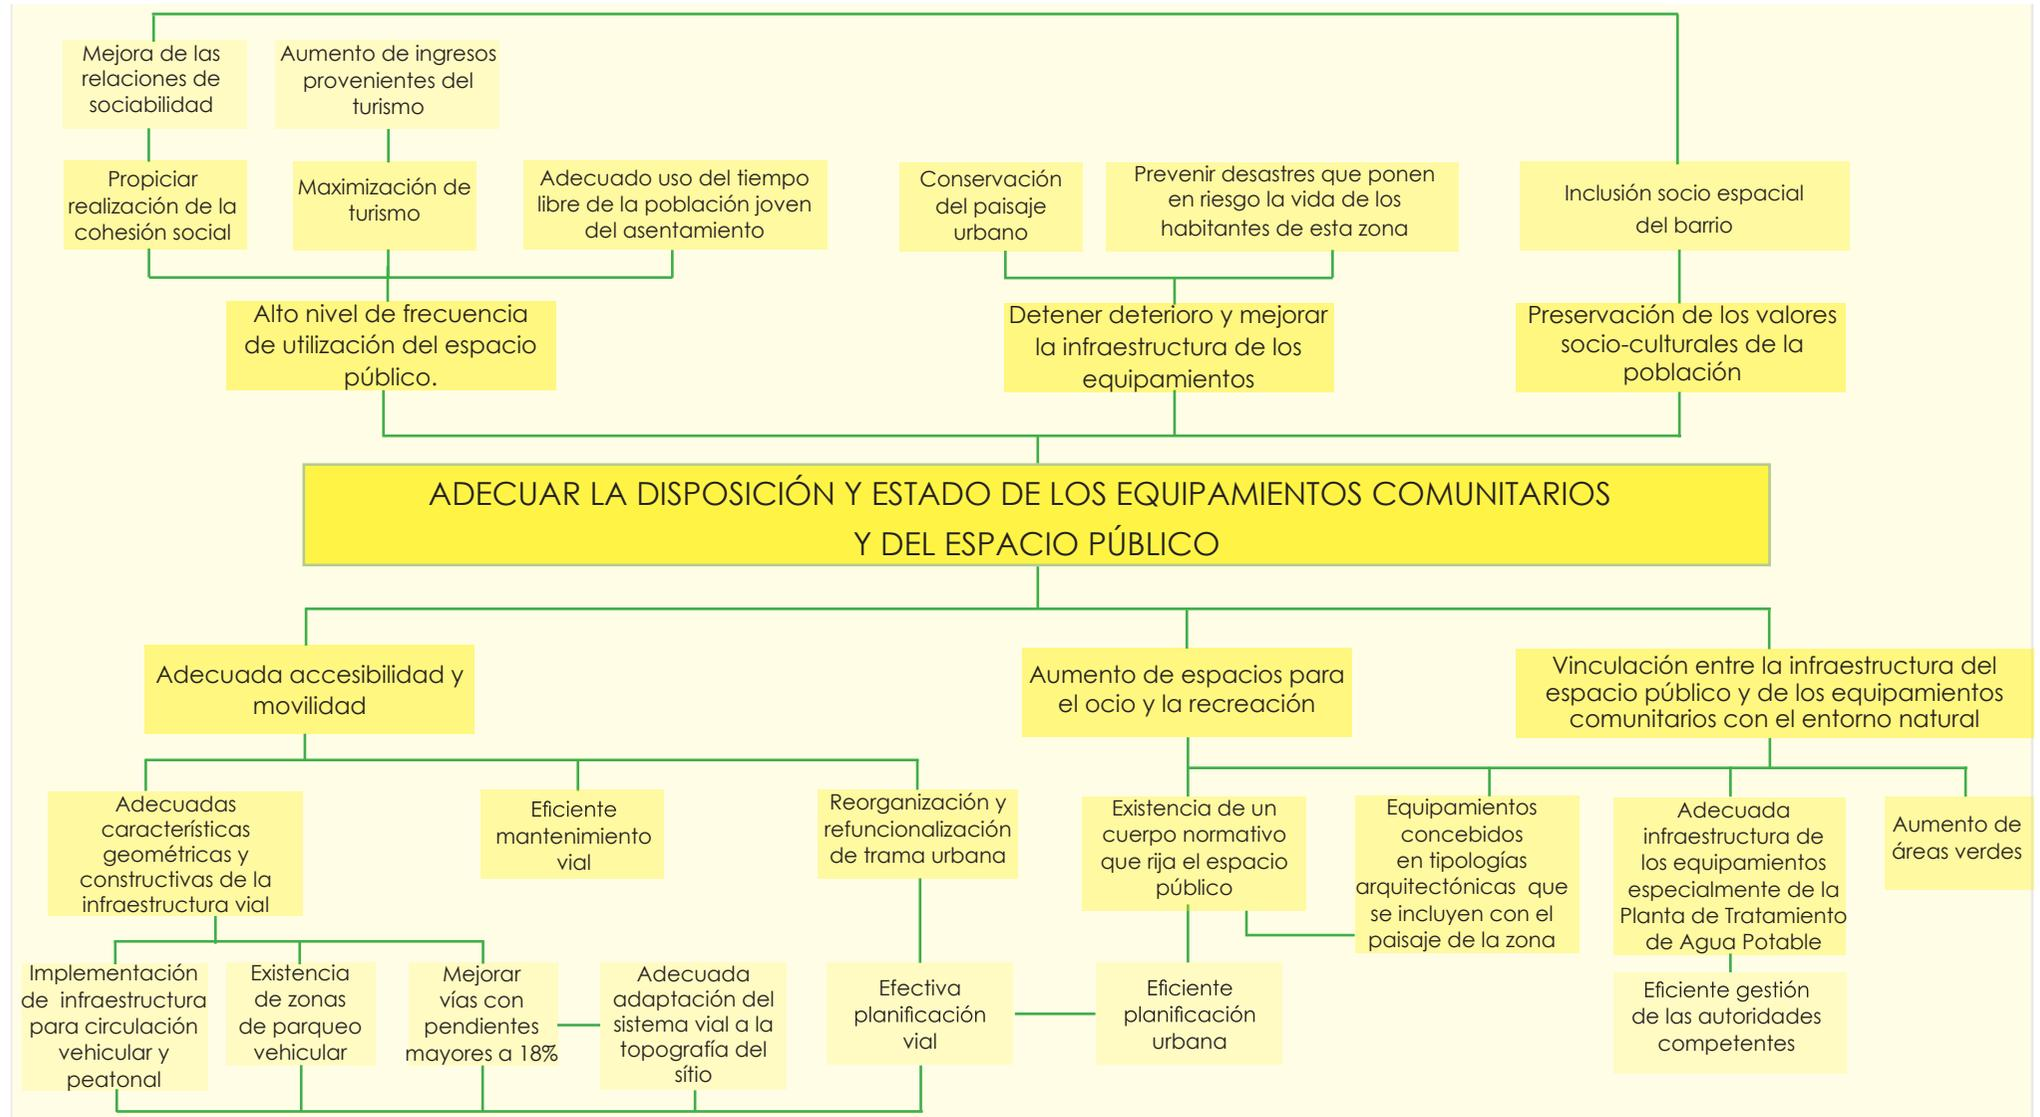 Mejora de las
relaciones de
sociabilidad
Aumento de ingresos
provenientes del
turismo
Propiciar
realización de la
cohesión social
Maximización de
turismo
Adecuado uso del tiempo
libre de la población joven
del asentamiento
Conservación
del paisaje
urbano
Prevenir desastres que ponen
en riesgo la vida de los
habitantes de esta zona
Inclusión socio espacial
del barrio
Alto nivel de frecuencia
de utilización del espacio
público.
Detener deterioro y mejorar
la infraestructura de los
equipamientos
Preservación de los valores
socio-culturales de la
población
ADECUAR LA DISPOSICIÓN Y ESTADO DE LOS EQUIPAMIENTOS COMUNITARIOS
Y DEL ESPACIO PÚBLICO
Adecuada accesibilidad y
movilidad
Aumento de espacios para
el ocio y la recreación
Vinculación entre la infraestructura del
espacio público y de los equipamientos
comunitarios con el entorno natural
Adecuadas
características
geométricas y
constructivas de la
infraestructura vial
Eficiente
mantenimiento
vial
Reorganización y
refuncionalización
de trama urbana
Existencia de un
cuerpo normativo
que rija el espacio
público
Equipamientos
concebidos
en tipologías
arquitectónicas que
se incluyen con el
paisaje de la zona
Adecuada
infraestructura de
los equipamientos
especialmente de la
Planta de Tratamiento
de Agua Potable
Aumento de
áreas verdes
Implementación
de infraestructura
para circulación
vehicular y
peatonal
Existencia
de zonas
de parqueo
vehicular
Mejorar
vías con
pendientes
mayores a 18%
Adecuada
adaptación del
sistema vial a la
topografía del
sítio
Efectiva
planificación
vial
Eficiente
planificación
urbana
Eficiente gestión
de las autoridades
competentes